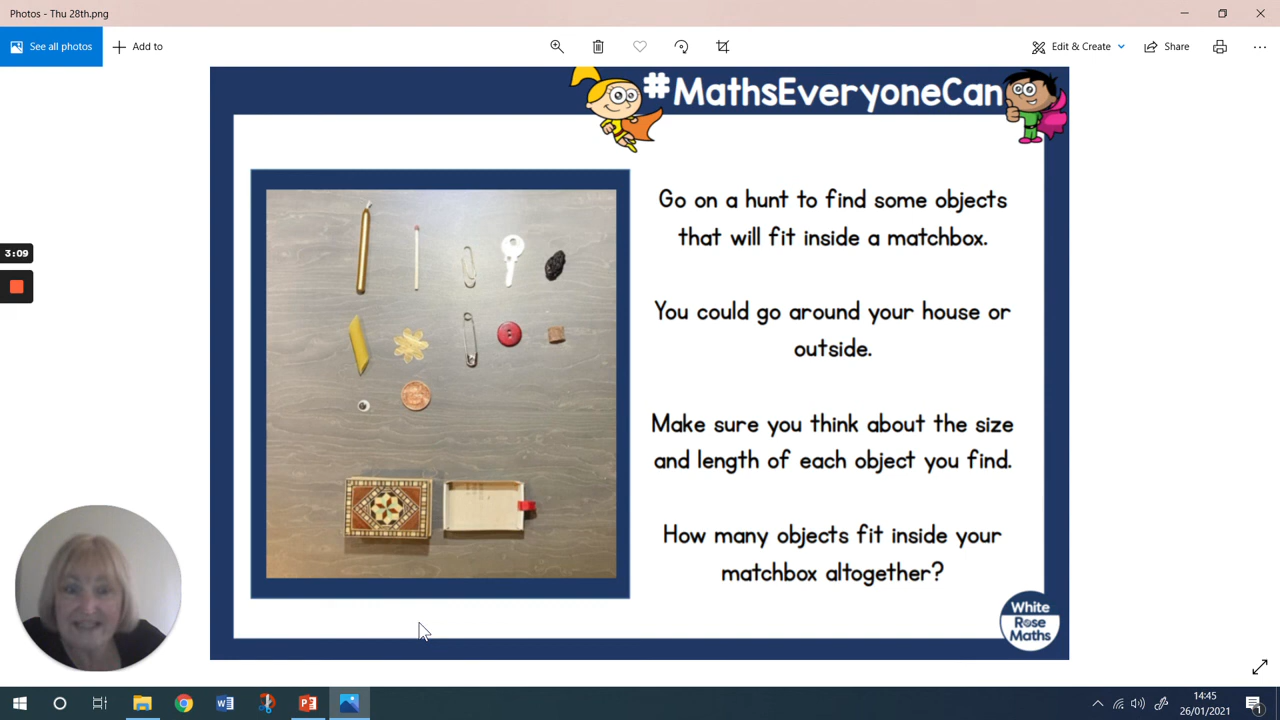 Photos - Thu 28th.png
See all photos
Add to
Edit & Create
Share
#MathsEveryoneCan
Go on a hunt to find some objects
that will fit inside a matchbox.
You could go around your house or
outside.
Make sure you think about the size
and length of each object you find.
How many objects fit inside your
matchbox altogether?
White
Rose
Maths
3:09
14:45
26/01/2021
1